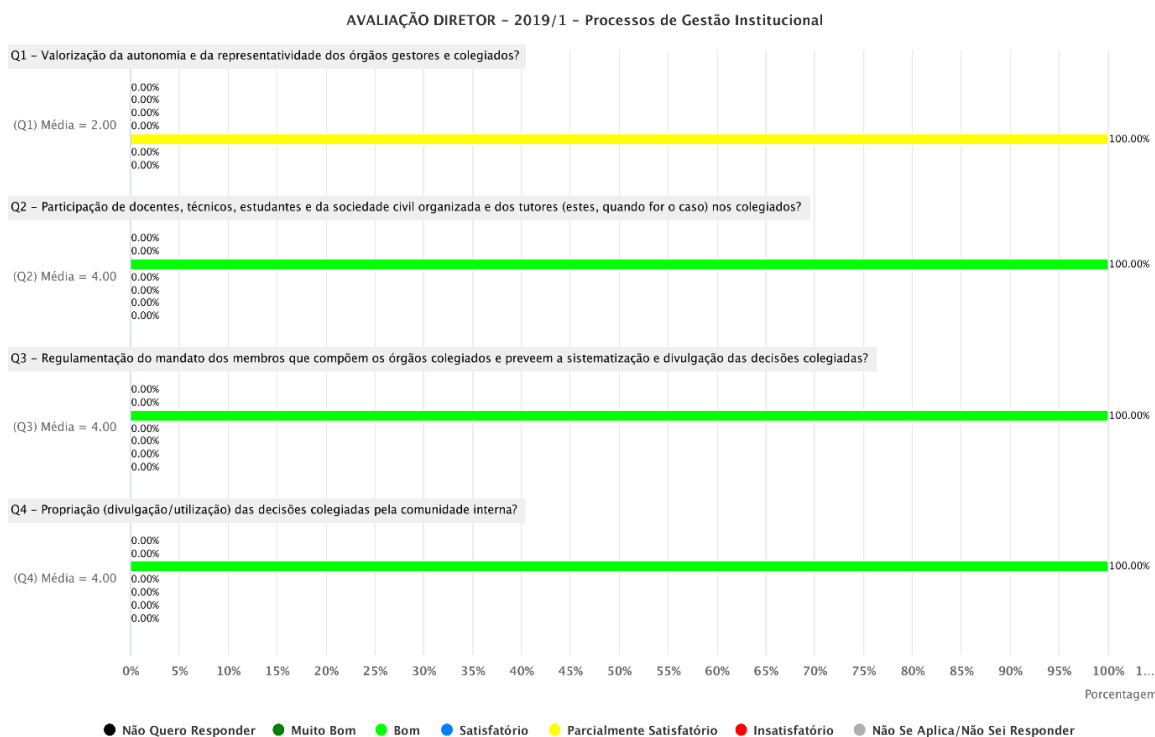 AVALIAÇÃO DIRETOR - 2019/1 - Processos de Gestão Institucional
Q1 - Valorização da autonomia e da representatividade dos órgãos gestores e colegiados?
0.00%
0.00%
0.00%
0.00%
(Q1) Média = 2.00
100.00%
0.00%
0.00%
Q2 - Participação de docentes, técnicos, estudantes e da sociedade civil organizada e dos tutores (estes, quando for o caso) nos colegiados?
0.00%
0.00%
100.00%
(Q2) Média = 4.00
0.00%
0.00%
0.00%
0.00%
Q3 - Regulamentação do mandato dos membros que compõem os órgãos colegiados e preveem a sistematização e divulgação das decisões colegiadas?
0.00%
0.00%
100.00%
(Q3) Média = 4.00
0.00%
0.00%
0.00%
0.00%
Q4 - Propriação (divulgação/utilização) das decisões colegiadas pela comunidade interna?
0.00%
0.00%
100.00%
(Q4) Média = 4.00
0.00%
0.00%
0.00%
0.00%
0% 5% 10% 15% 20% 25% 30% 35% 40% 45% 50% 55% 60% 65% 70% 75% 80% 85% 90% 95% 100% 1...
Porcentagem
Não Quero Responder Muito Bom Bom Satisfatório Parcialmente Satisfatório Insatisfatório Não Se Aplica/Não Sei Responder